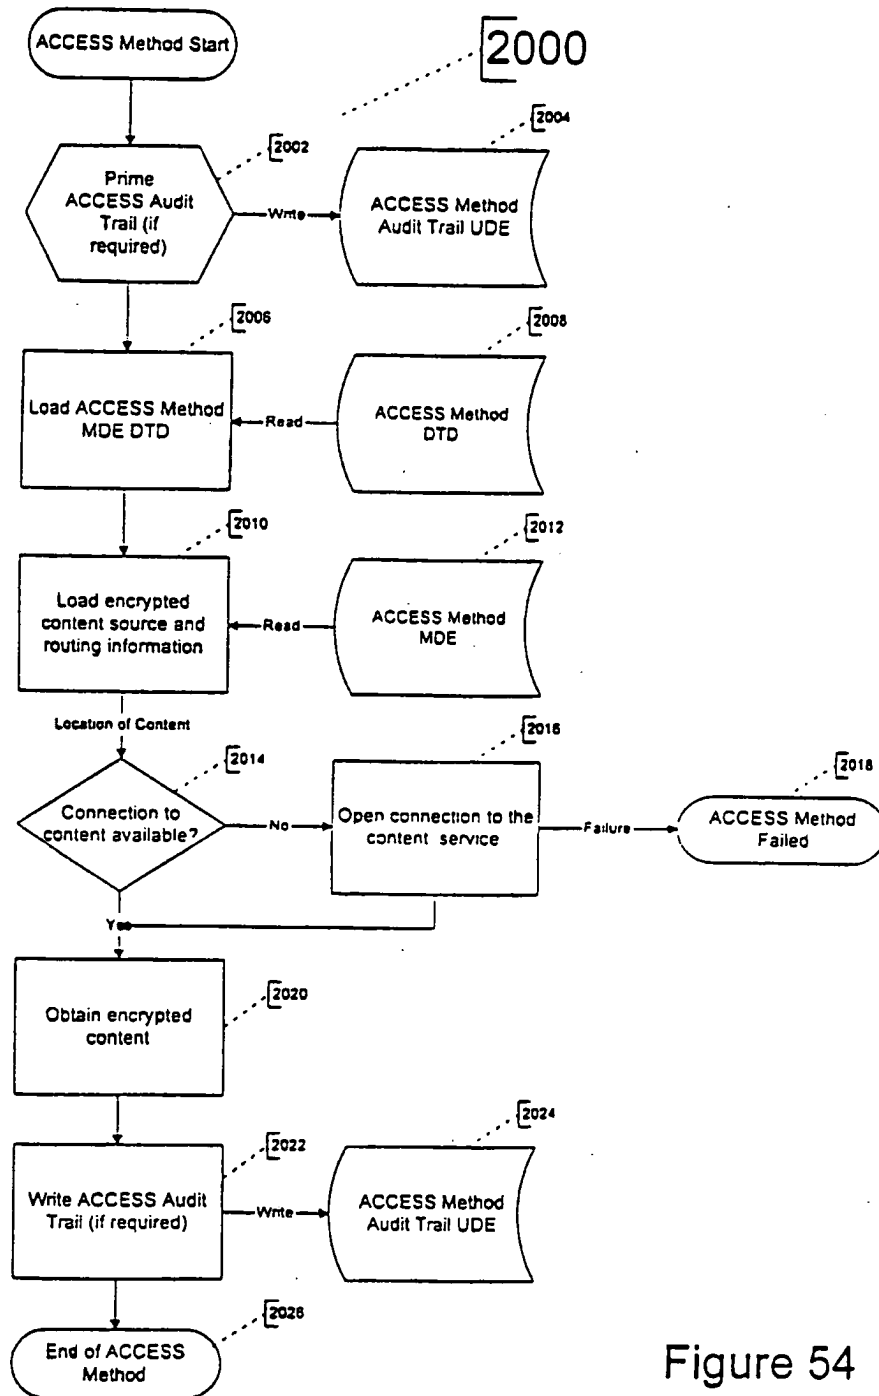 ACCESS Method Start
2000
2002
2004
Prime
ACCESS Audit
Trail (if
required)
Write
ACCESS Method
Audit Trail UDE
2006
2008
Load ACCESS Method
MDE DTD
Read
ACCESS Method
DTD
2010
2012
Load encrypted
content source and
routing information
Read
ACCESS Method
MDE
Location of Content
2014
2016
2018
Connection to
content available?
No
Open connection to the
content service
Failure
ACCESS Method
Failed
Yes
2020
Obtain encrypted
content
2022
2024
Write ACCESS Audit
Trail (if required)
Write
ACCESS Method
Audit Trail UDE
2026
End of ACCESS
Method
Figure 54